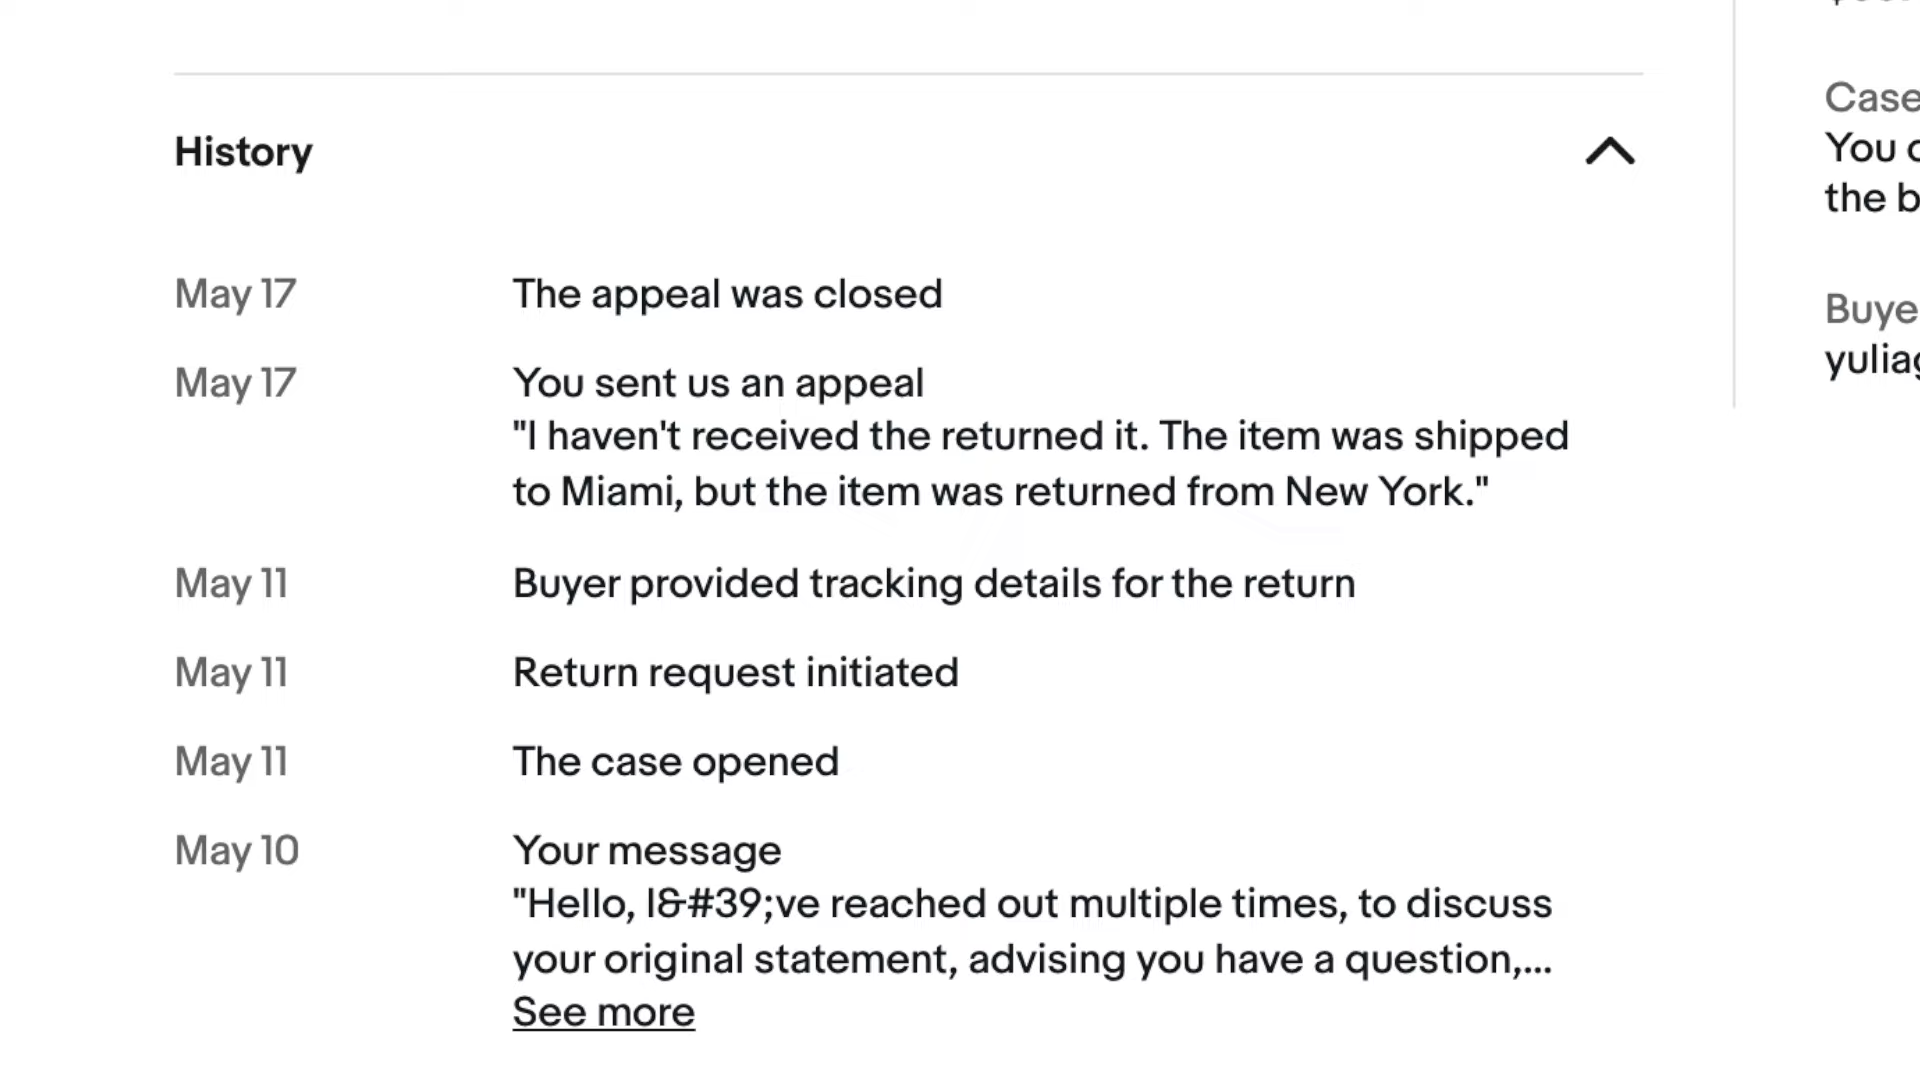 History
May 17
The appeal was closed
May 17
You sent us an appeal
"I haven't received the returned it. The item was shipped
to Miami, but the item was returned from New York."
May 11
Buyer provided tracking details for the return
May 11
Return request initiated
May 11
The case opened
May 10
Your message
"Hello, I&#39;ve reached out multiple times, to discuss
your original statement, advising you have a question,...
See more
Case
You
the